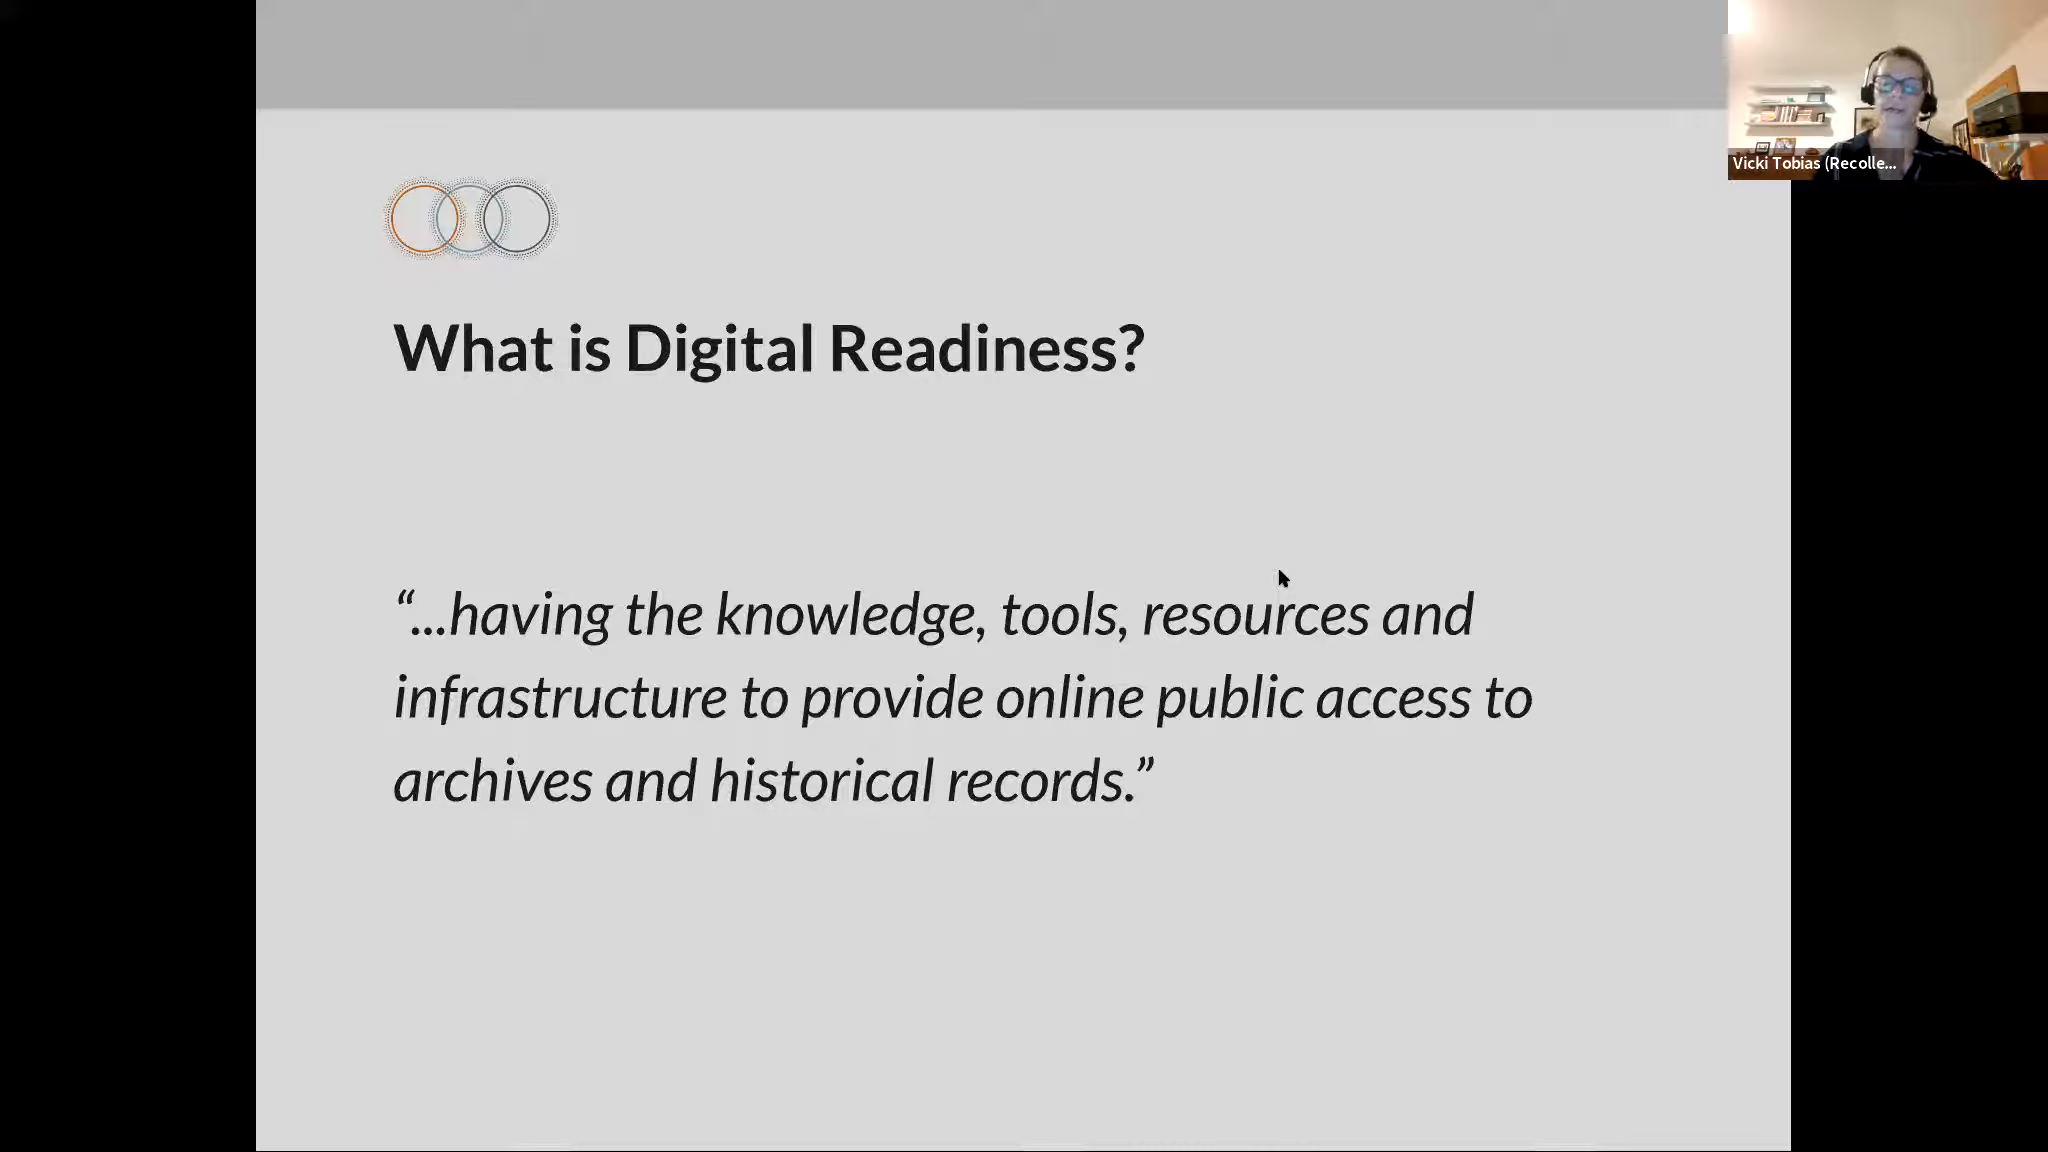 Vicki Tobias (Recolle...
What is Digital Readiness?
“...having the knowledge, tools, resources and
infrastructure to provide online public access to
archives and historical records.”